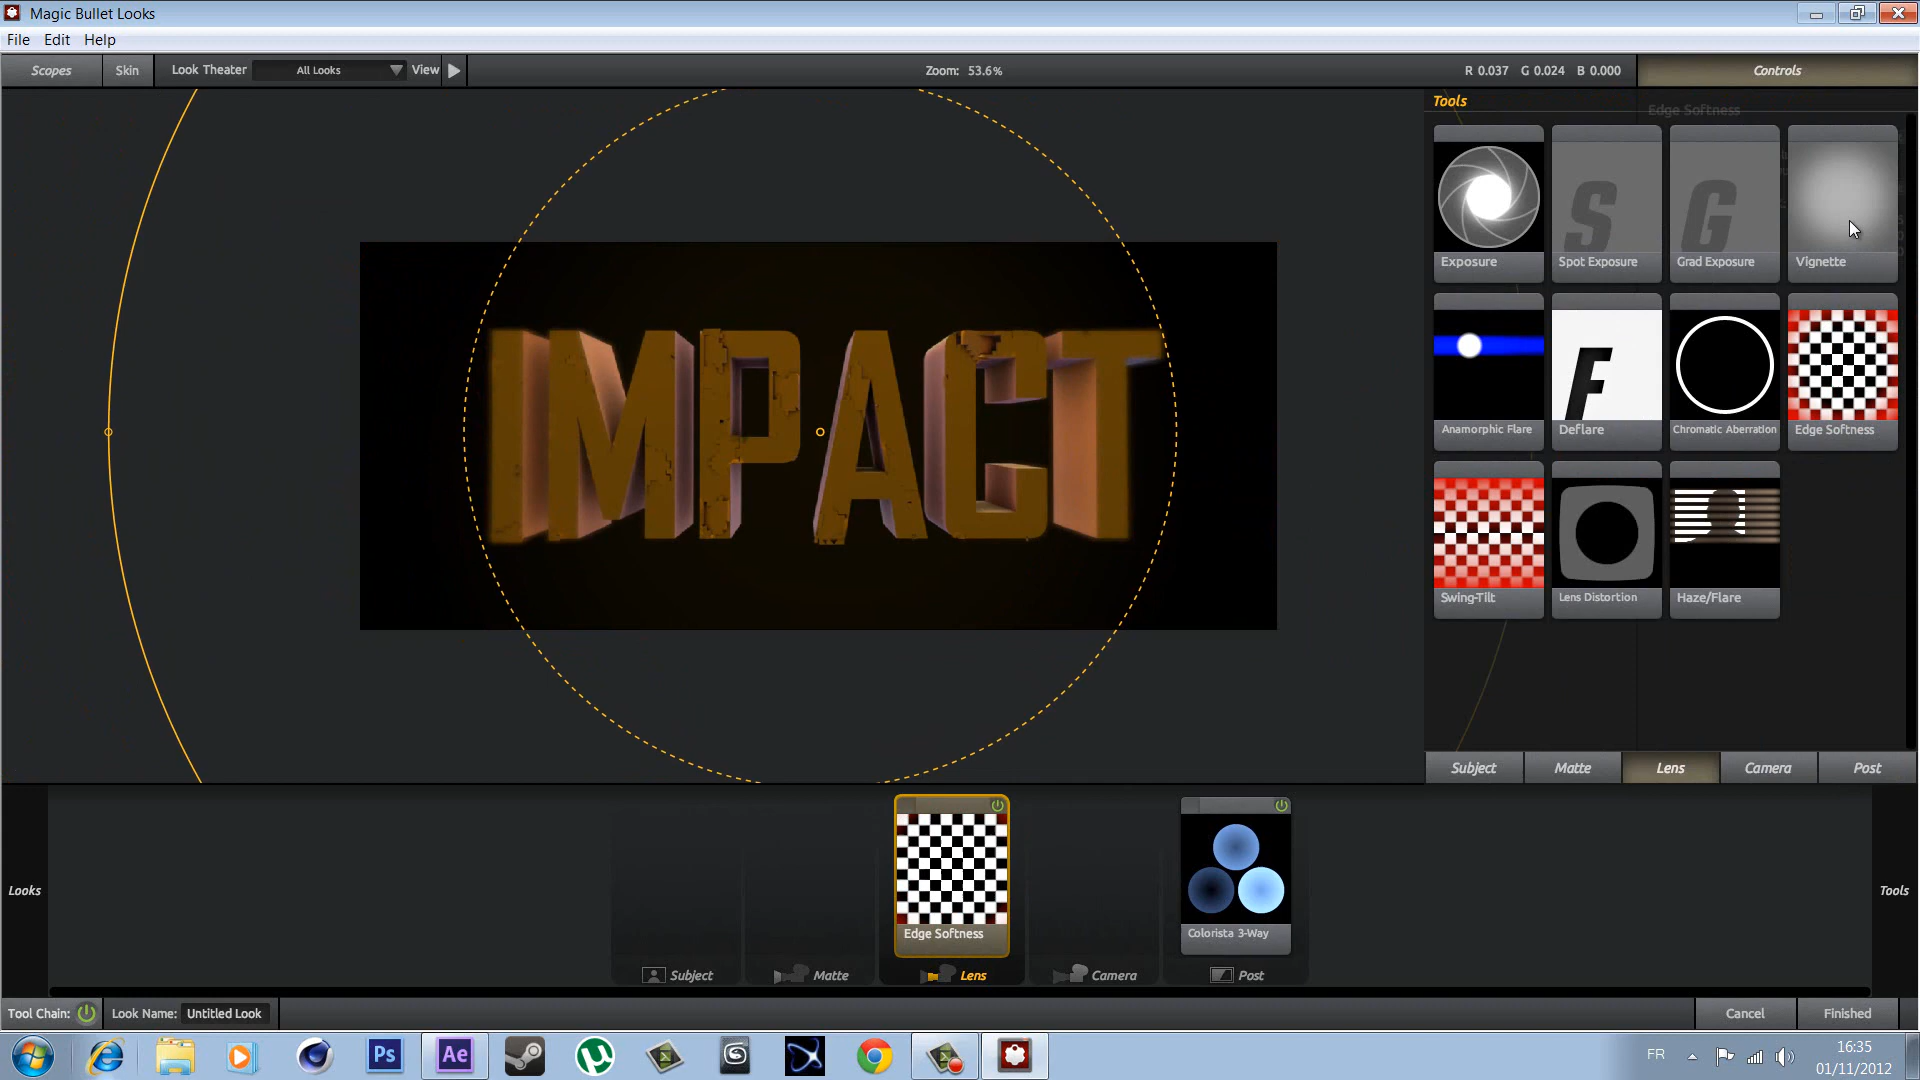 Magic Bullet Looks
File Edit Help
Scopes Skin Look Theater All Looks View Zoom: 53.6% R 0.037 G 0.024 B 0.000 Controls
Tools
Edge Softness
Exposure Spot Exposure Grad Exposure Vignette
S G
Anamorphic Flare Deflare Chromatic Aberration Edge Softness
F
Swing-Tilt Lens Distortion Haze/Flare
IMPACT
Subject Matte Lens Camera Post
Looks
Edge Softness Colorista 3-Way
Tools
Subject Matte Lens Camera Post
Tool Chain: Look Name: Untitled Look Cancel Finished
Ps Ae FR 16:35
01/11/2012